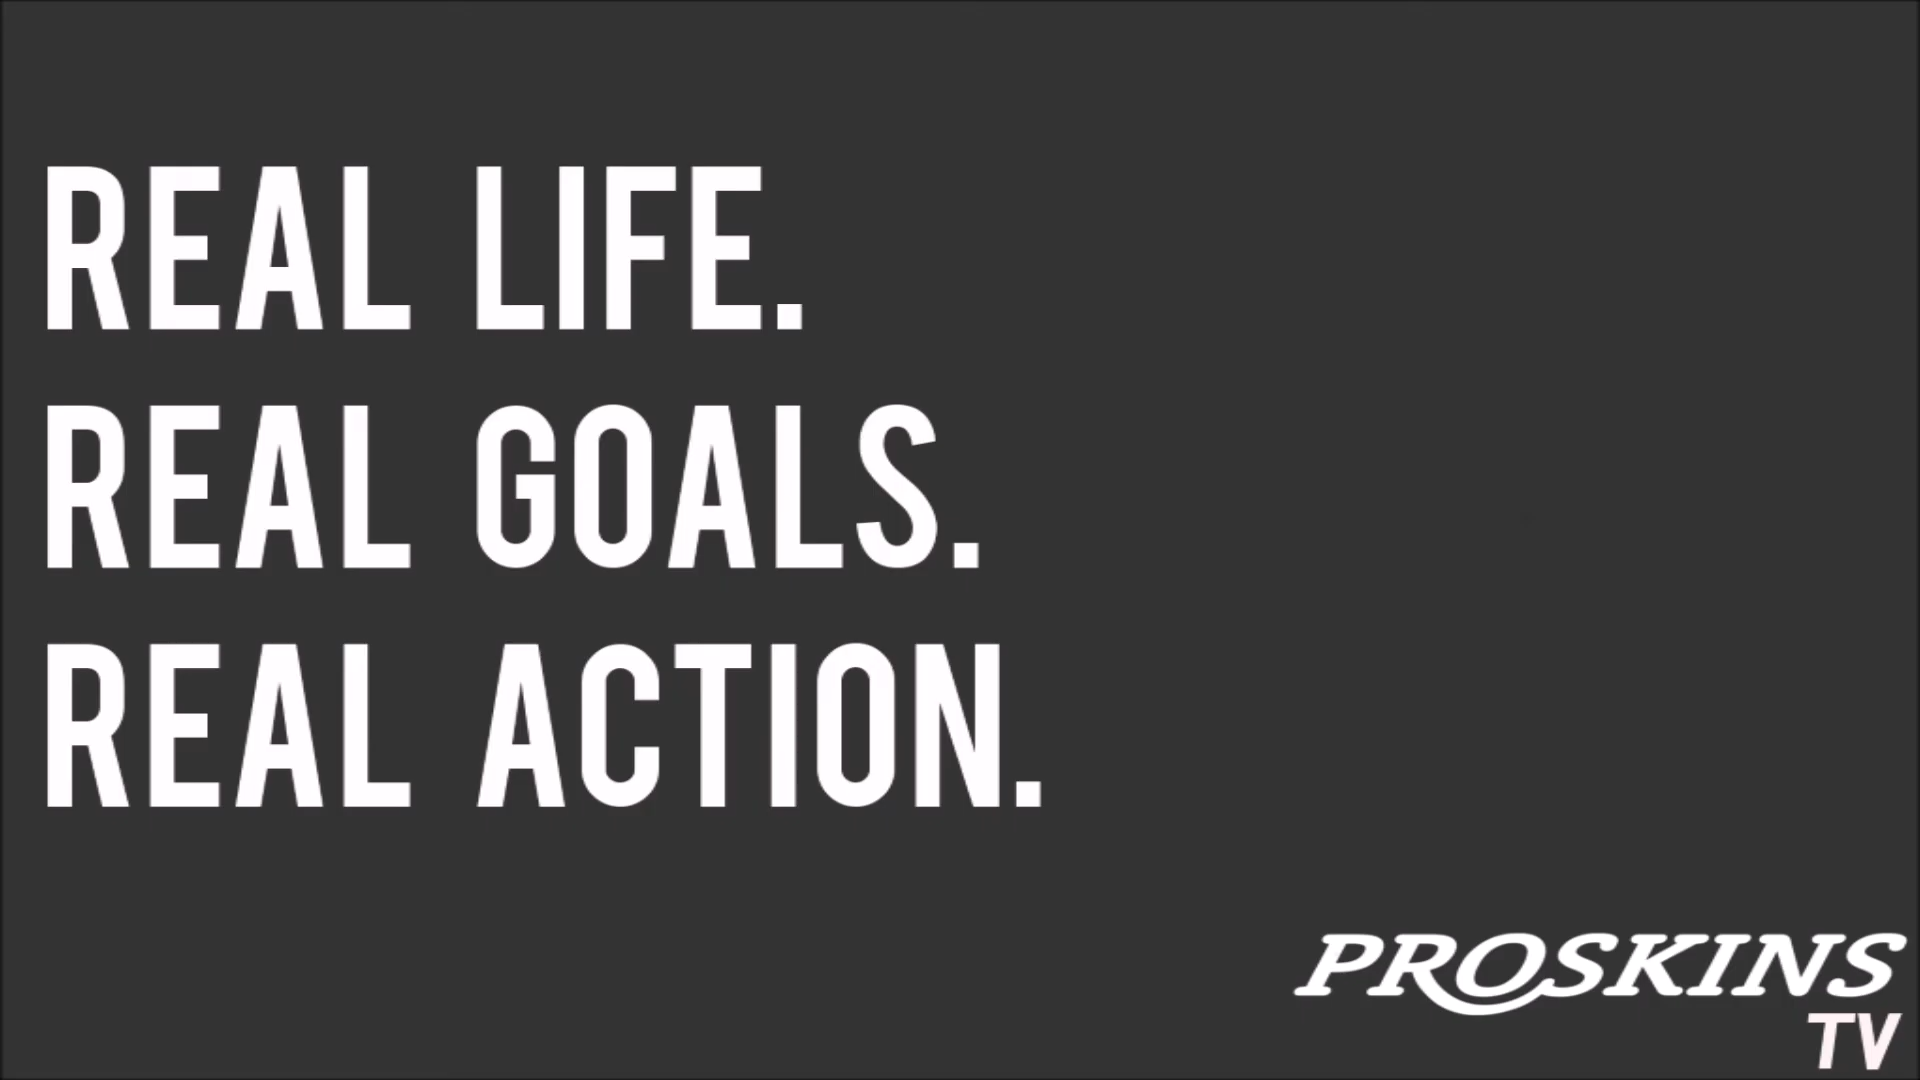 REAL LIFE.
REAL GOALS.
REAL ACTION.
PROSKINS
TV